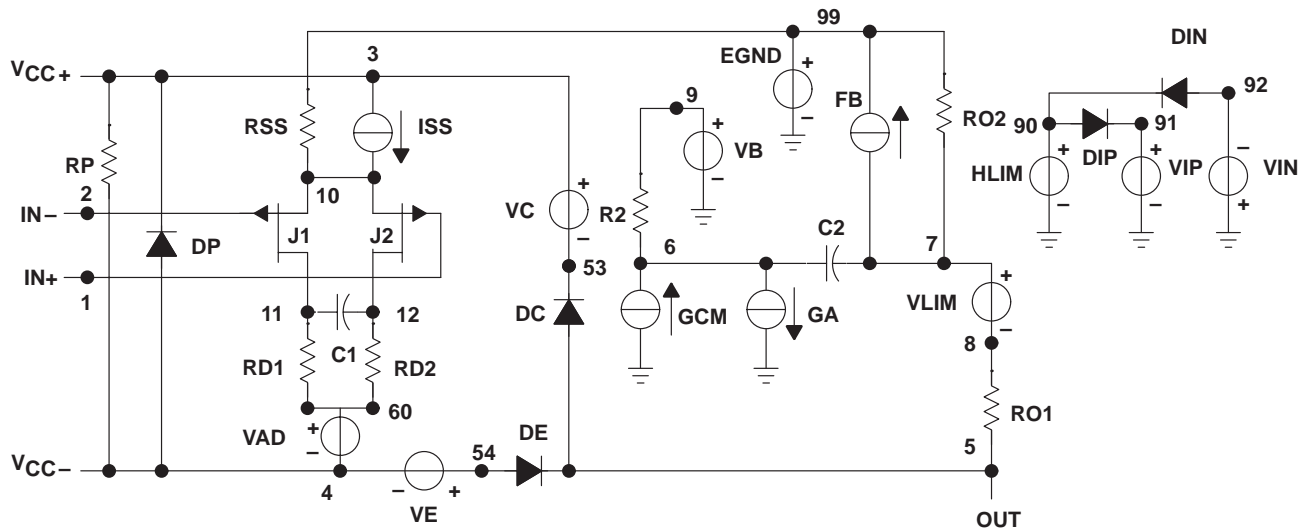 99
3
EGND
DIN
VCC+
9
FB
92
RSS
ISS
RO2
90
91
RP
VB
DIP
2
10
HLIM
VIP
VIN
IN−
VC
R2
C2
J1
J2
6
7
DP
IN+
53
1
11
12
DC
GCM
GA
VLIM
C1
8
RD1
RD2
60
RO1
VAD
DE
54
5
VCC−
4
VE
OUT
+
−
+
−
+
−
+
−
+
−
+
−
+
−
+
−
−
+